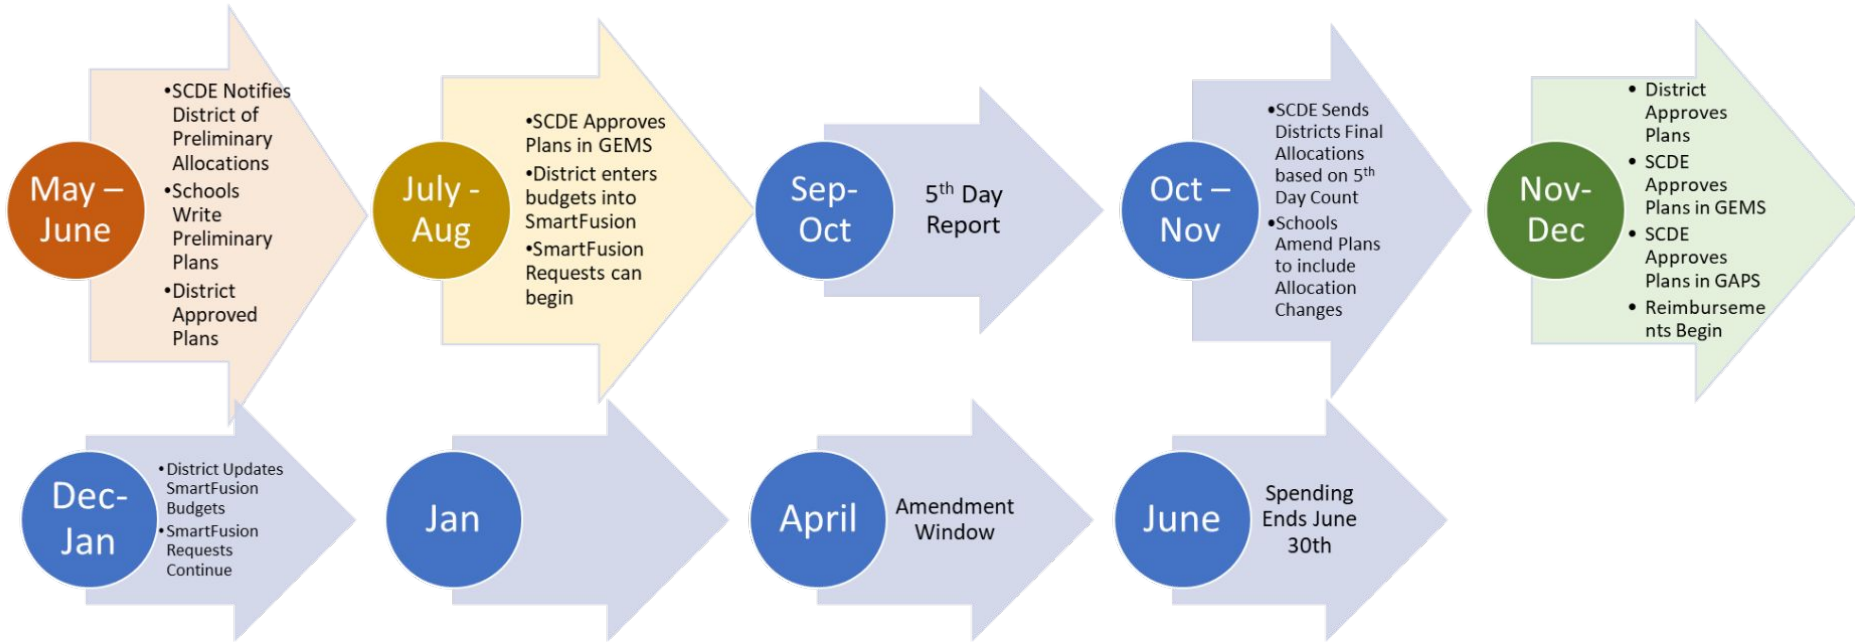 May –
June
•SCDE Notifies
District of
Preliminary
Allocations
•Schools
Write
Preliminary
Plans
•District
Approved
Plans
July -
Aug
•SCDE Approves
Plans in GEMS
•District enters
budgets into
SmartFusion
•SmartFusion
Requests can
begin
Sep-
Oct
5th Day
Report
Oct –
Nov
•SCDE Sends
Districts Final
Allocations
based on 5th
Day Count
•Schools
Amend Plans
to include
Allocation
Changes
Nov-
Dec
• District
Approves
Plans
• SCDE
Approves
Plans in GEMS
• SCDE
Approves
Plans in GAPS
• Reimburseme
nts Begin
Dec-
Jan
•District Updates
SmartFusion
Budgets
•SmartFusion
Requests
Continue
Jan
April
Amendment
Window
June
Spending
Ends June
30th